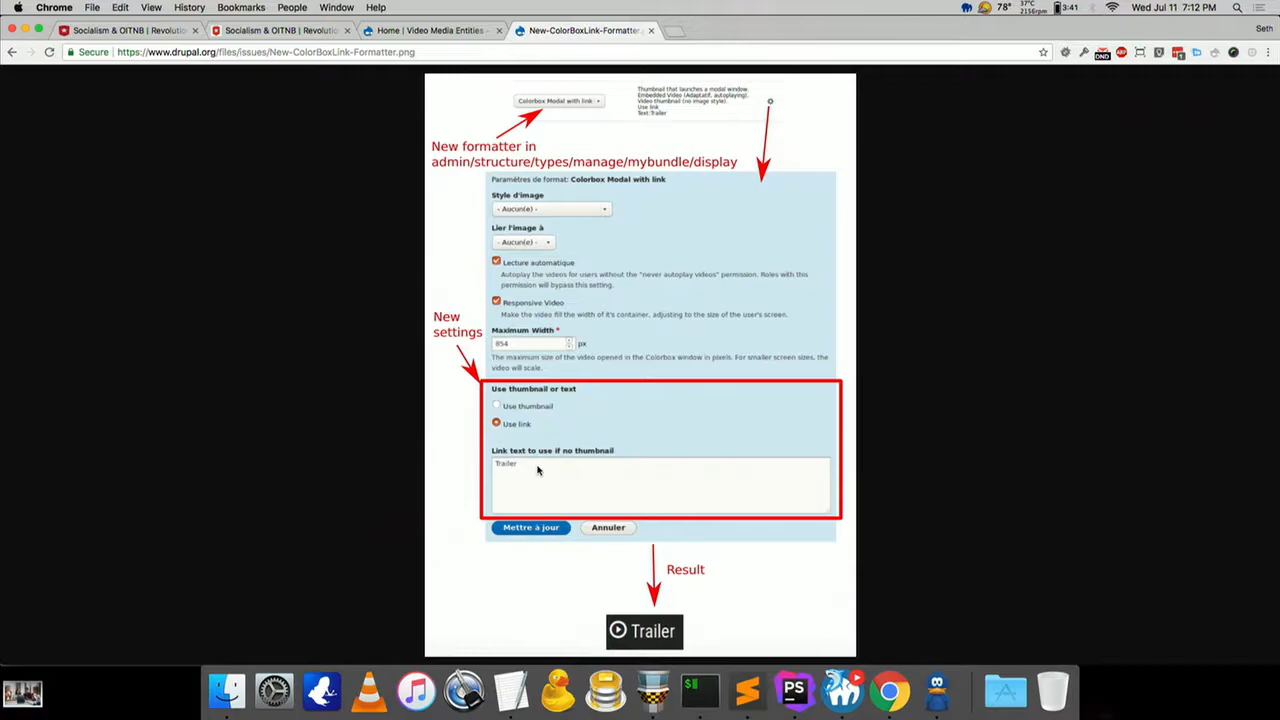 Chrome File Edit View History Bookmarks People Window Help
78° 37°C 2156rpm 3:41 Wed Jul 11 7:12 PM
Socialism & OITNB | Revolutio
Socialism & OITNB | Revolution
Home | Video Media Entities -
New-ColorBoxLink-Formatter.
Seth
Secure https://www.drupal.org/files/issues/New-ColorBoxLink-Formatter.png
Colorbox Modal with link
Thumbnail that launches a modal window.
Embedded Video (Adaptatif, autoplaying).
Video thumbnail (no image style).
Use link
Text: Trailer
New formatter in
admin/structure/types/manage/mybundle/display
Paramètres de format: Colorbox Modal with link
Style d'image
- Aucun(e) -
Lier l'image à
- Aucun(e) -
Lecture automatique
Autoplay the videos for users without the "never autoplay videos" permission. Roles with this
permission will bypass this setting.
Responsive Video
Make the video fill the width of it's container, adjusting to the size of the user's screen.
New
settings
Maximum Width *
854 px
The maximum size of the video opened in the Colorbox window in pixels. For smaller screen sizes, the
video will scale.
Use thumbnail or text
Use thumbnail
Use link
Link text to use if no thumbnail
Trailer
Mettre à jour Annuler
Result
Trailer
$
PS